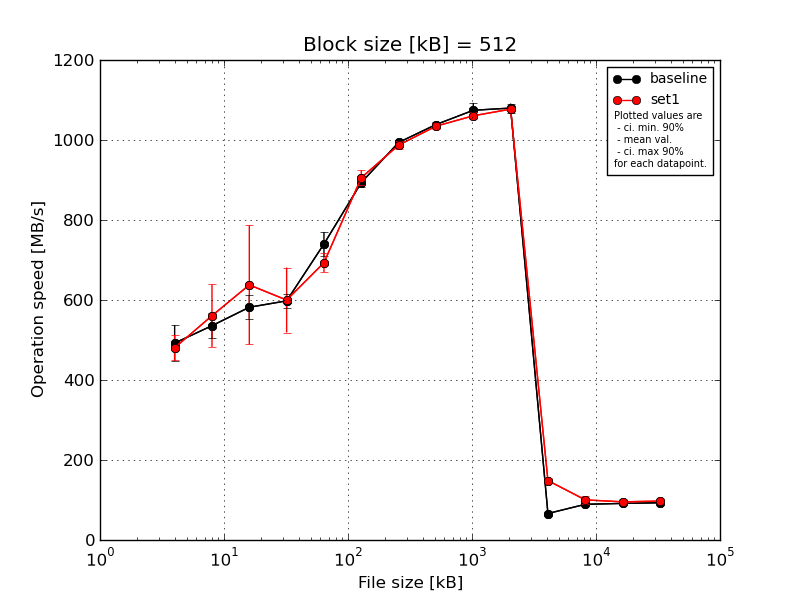 Block size [kB] = 512
1200
1000
800
600
400
200
0
Operation speed [MB/s]
baseline
set1
Plotted values are
- ci. min. 90%
- mean val.
- ci. max 90%
for each datapoint.
10^0 10^1 10^2 10^3 10^4 10^5
File size [kB]